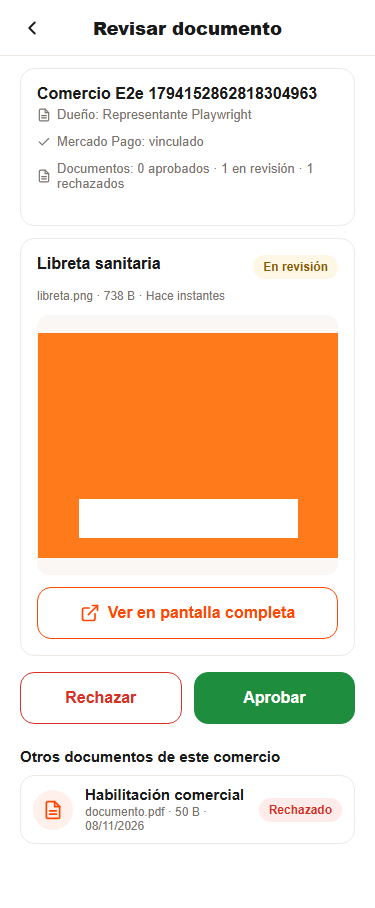 Revisar documento
Comercio E2e 1794152862818304963
Dueño: Representante Playwright
Mercado Pago: vinculado
Documentos: 0 aprobados · 1 en revisión · 1
rechazados
Libreta sanitaria
En revisión
libreta.png · 738 B · Hace instantes
Ver en pantalla completa
Rechazar
Aprobar
Otros documentos de este comercio
Habilitación comercial
documento.pdf · 50 B ·
08/11/2026
Rechazado